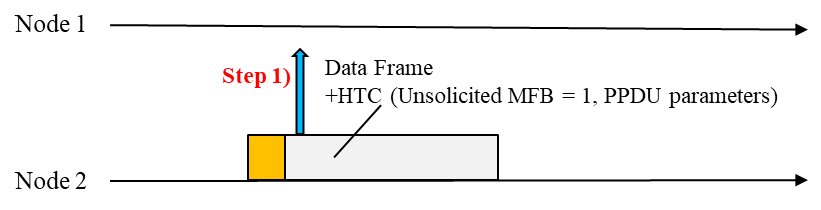 Node 1
Step 1)
Data Frame
+HTC (Unsolicited MFB = 1, PPDU parameters)
Node 2